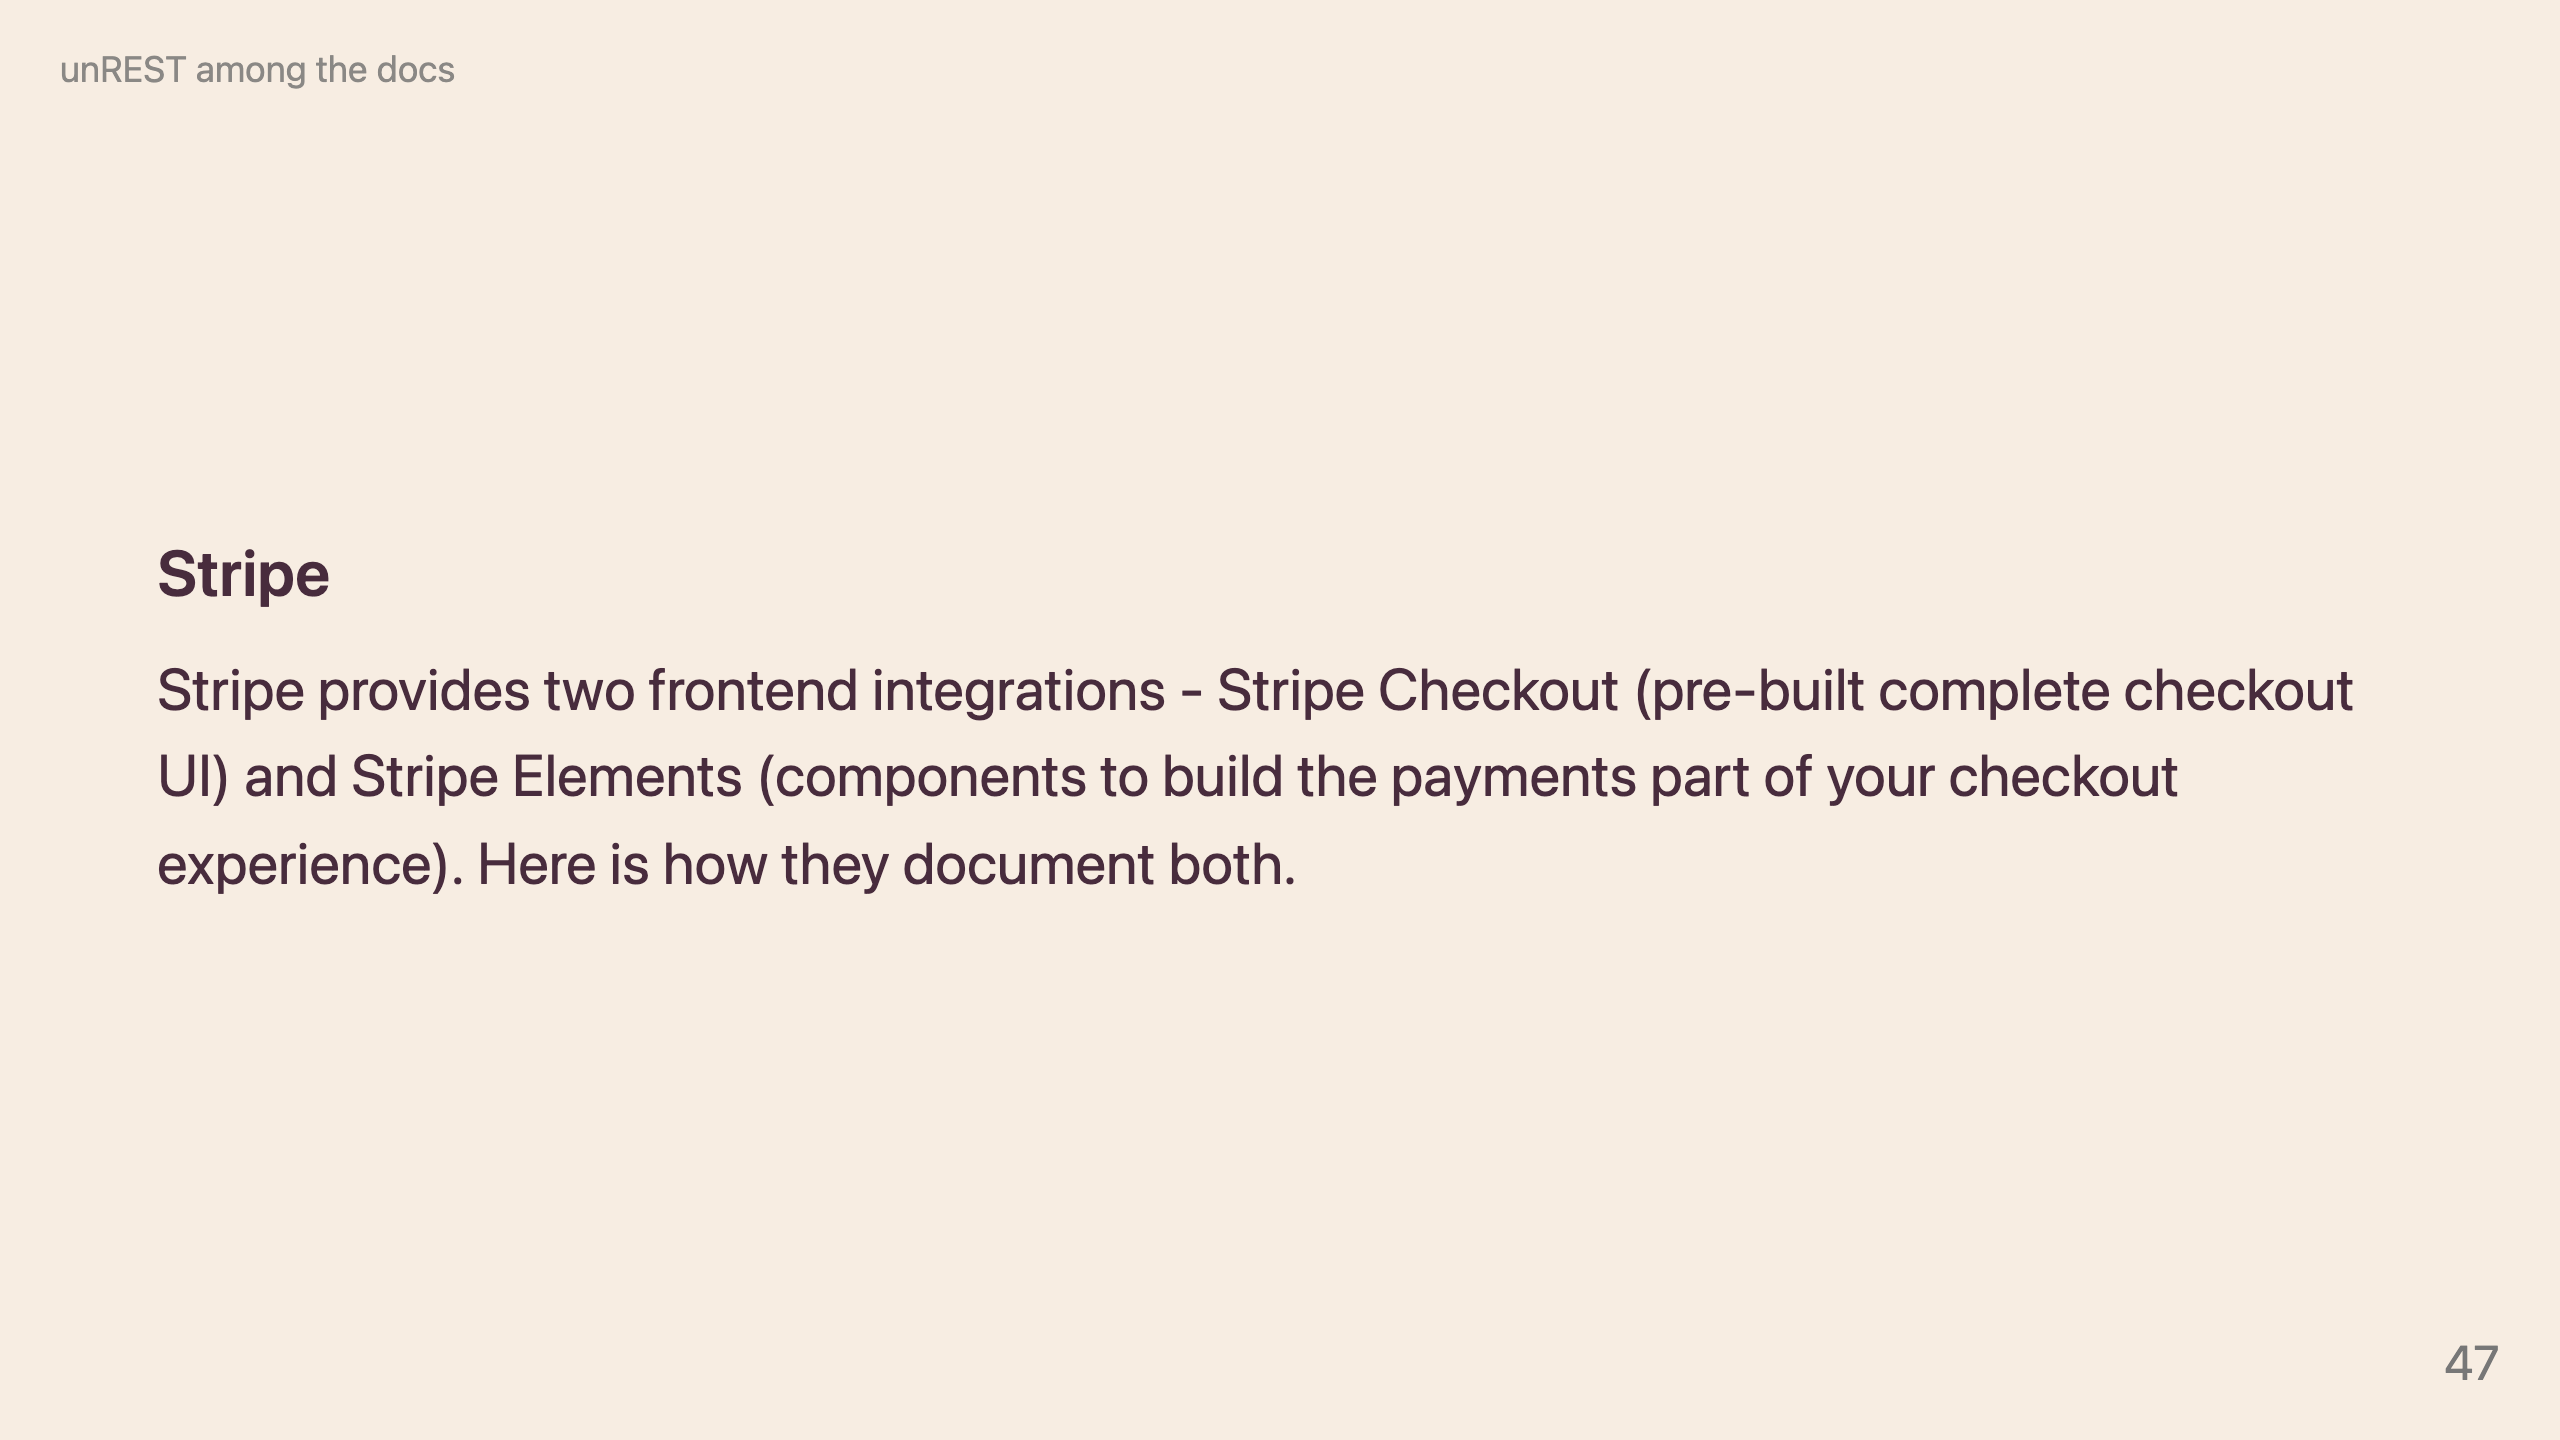 unREST among the docs
Stripe
Stripe provides two frontend integrations - Stripe Checkout (pre-built complete checkout
UI) and Stripe Elements (components to build the payments part of your checkout
experience). Here is how they document both.
47